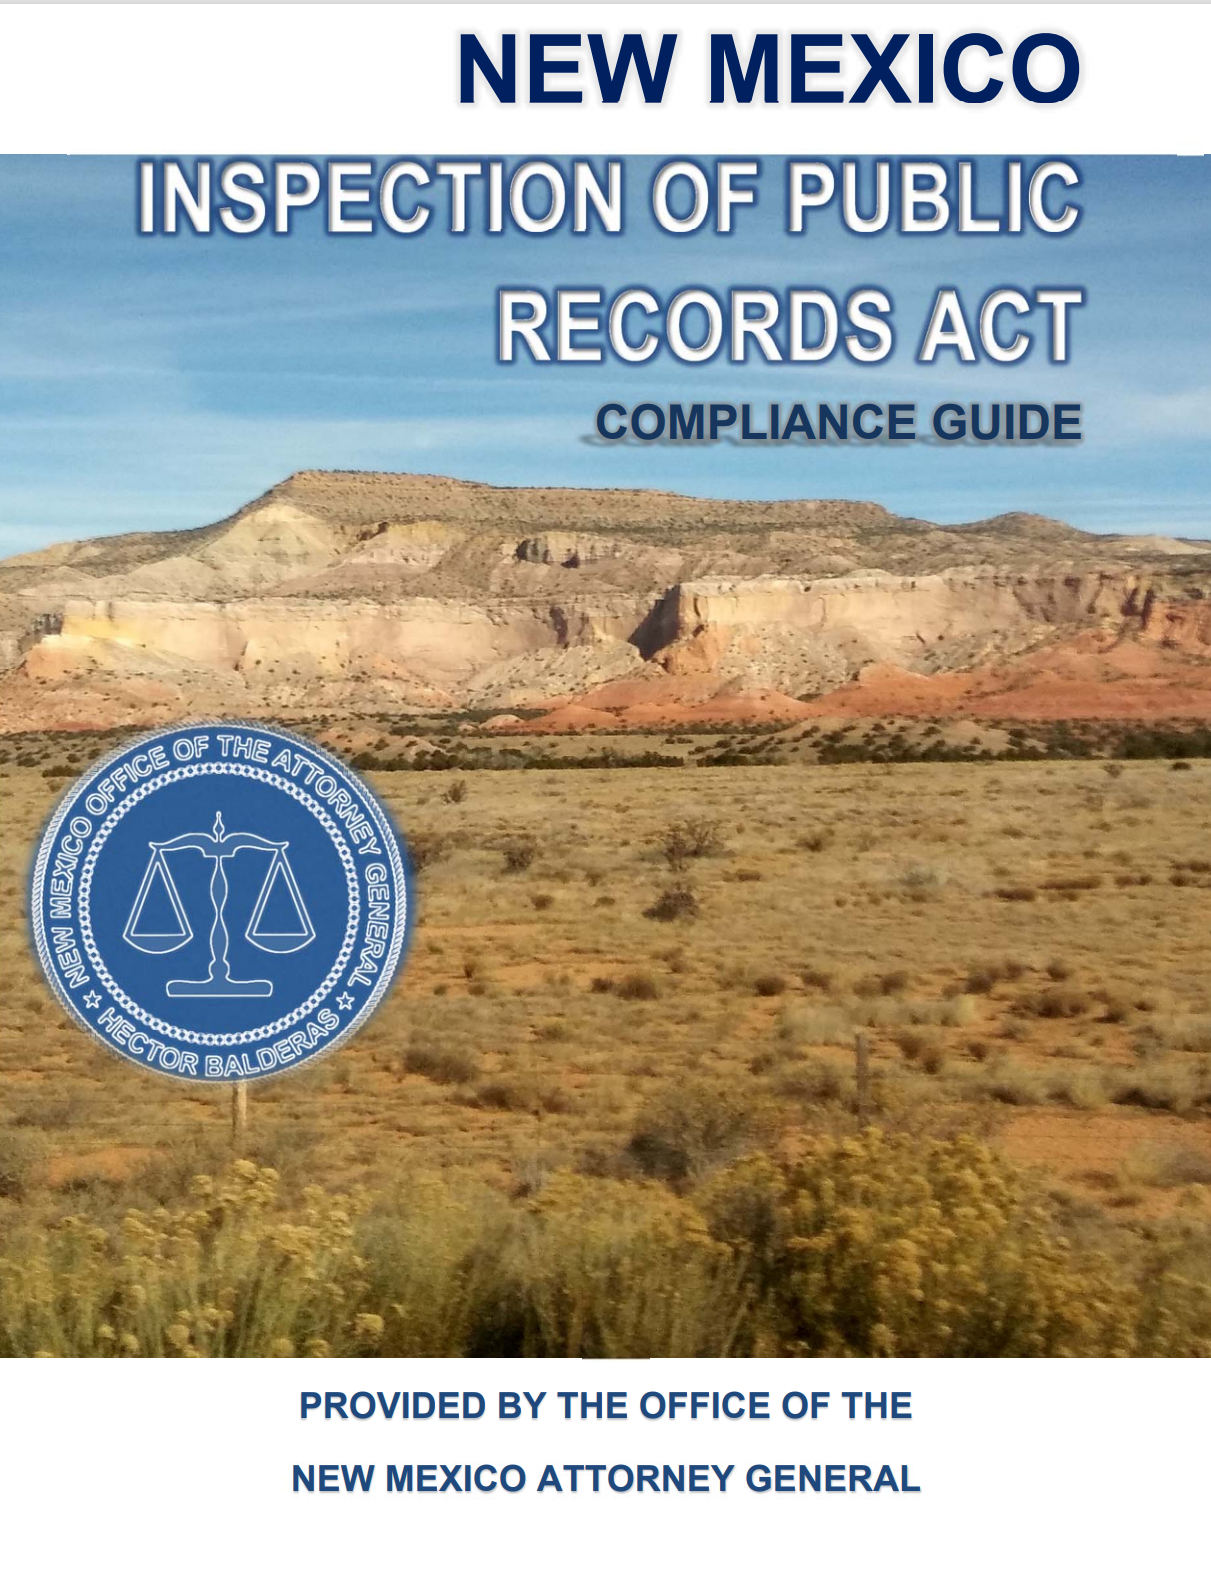 NEW MEXICO
INSPECTION OF PUBLIC
RECORDS ACT
COMPLIANCE GUIDE
NEW MEXICO OFFICE OF THE ATTORNEY GENERAL
HECTOR BALDERAS
PROVIDED BY THE OFFICE OF THE
NEW MEXICO ATTORNEY GENERAL